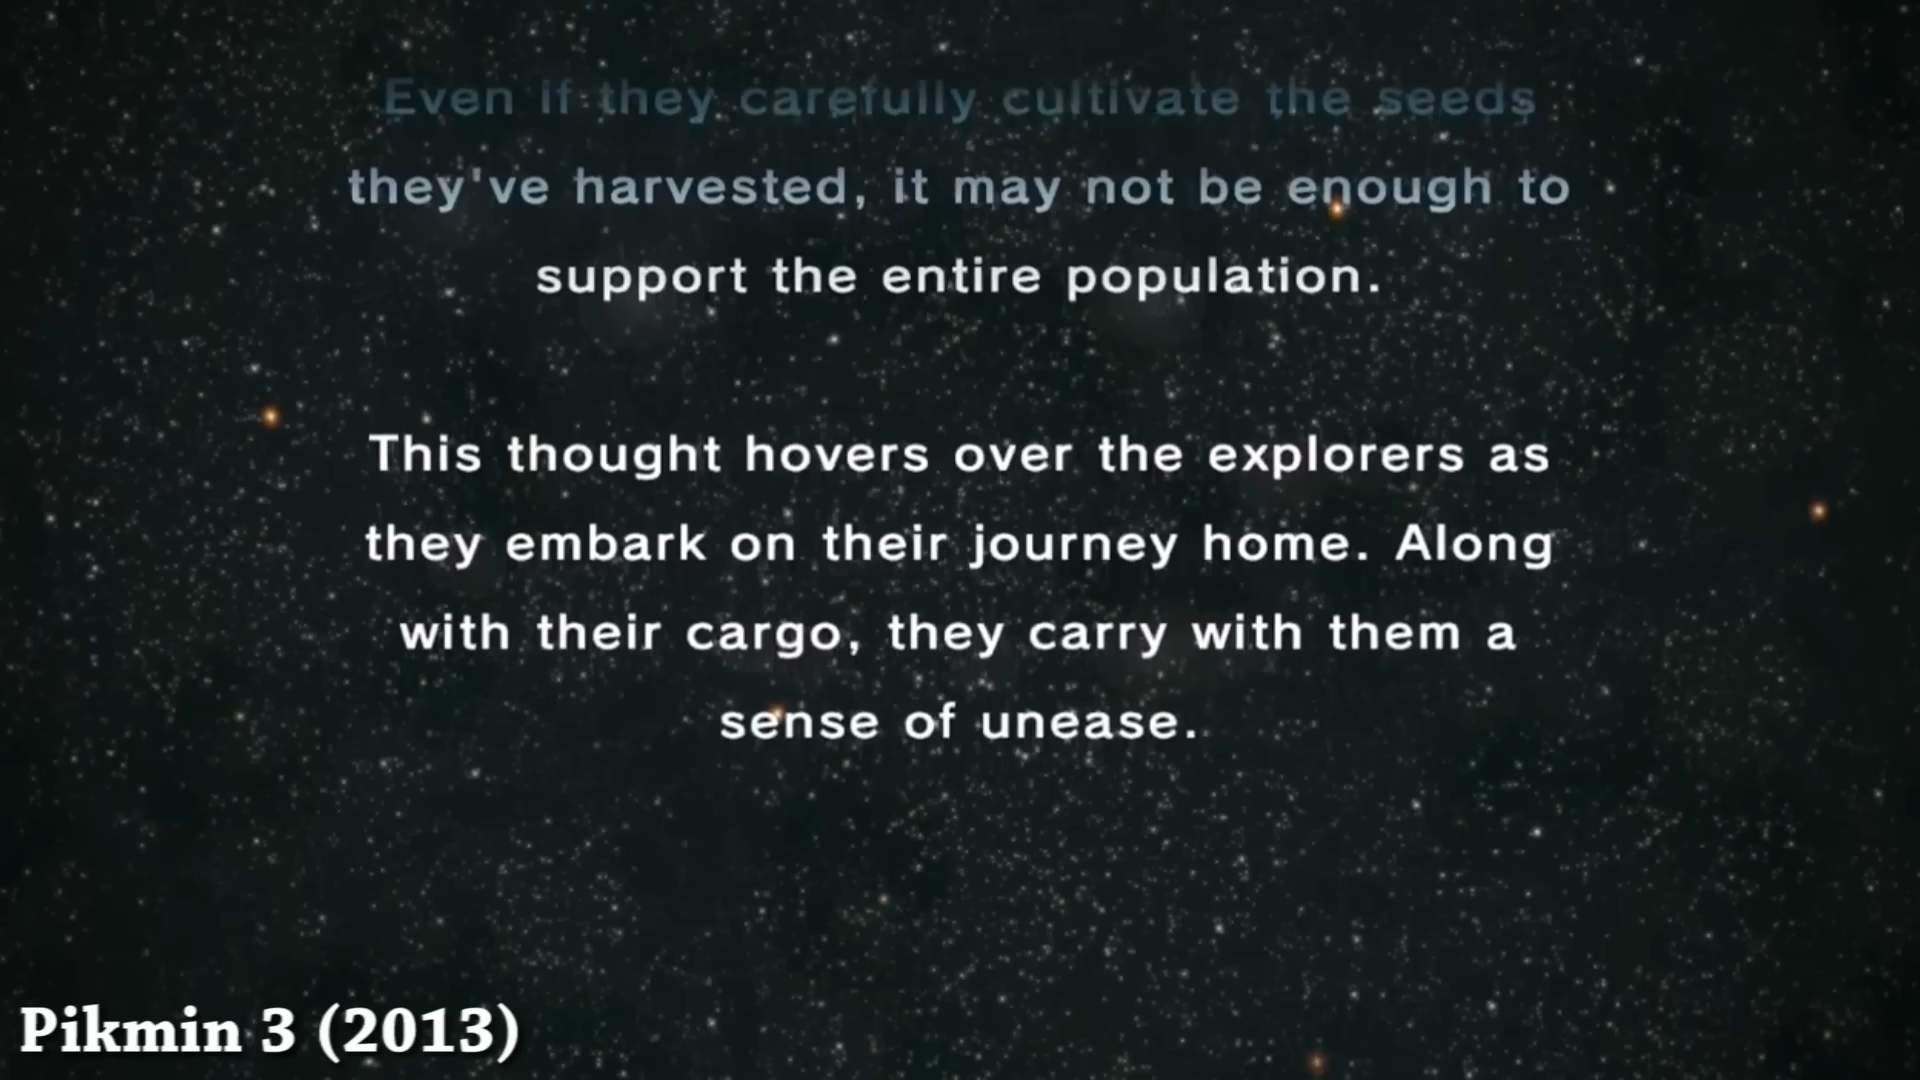 Even if they carefully cultivate the seeds
they've harvested, it may not be enough to
support the entire population.
This thought hovers over the explorers as
they embark on their journey home. Along
with their cargo, they carry with them a
sense of unease.
Pikmin 3 (2013)